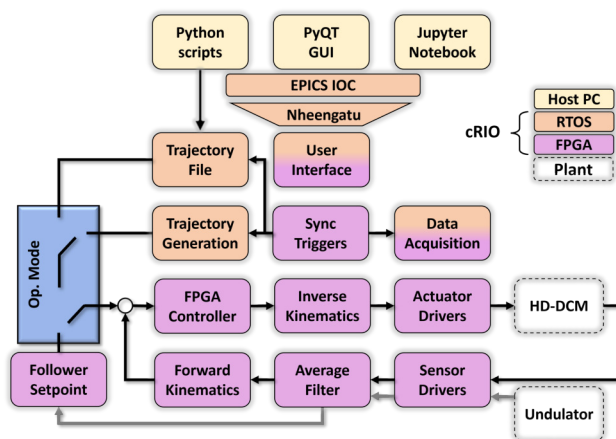 Python
scripts
PyQT
GUI
Jupyter
Notebook
EPICS IOC
Nheengatu
Host PC
cRIO
RTOS
FPGA
Plant
Trajectory
File
User
Interface
Op. Mode
Trajectory
Generation
Sync
Triggers
Data
Acquisition
FPGA
Controller
Inverse
Kinematics
Actuator
Drivers
HD-DCM
Follower
Setpoint
Forward
Kinematics
Average
Filter
Sensor
Drivers
Undulator